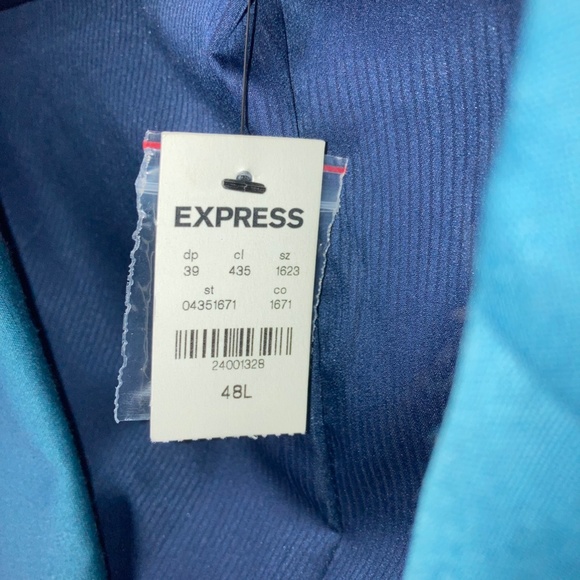 EXPRESS
dp cl sz
39 435 1623
st co
04351671 1671
24001328
48L